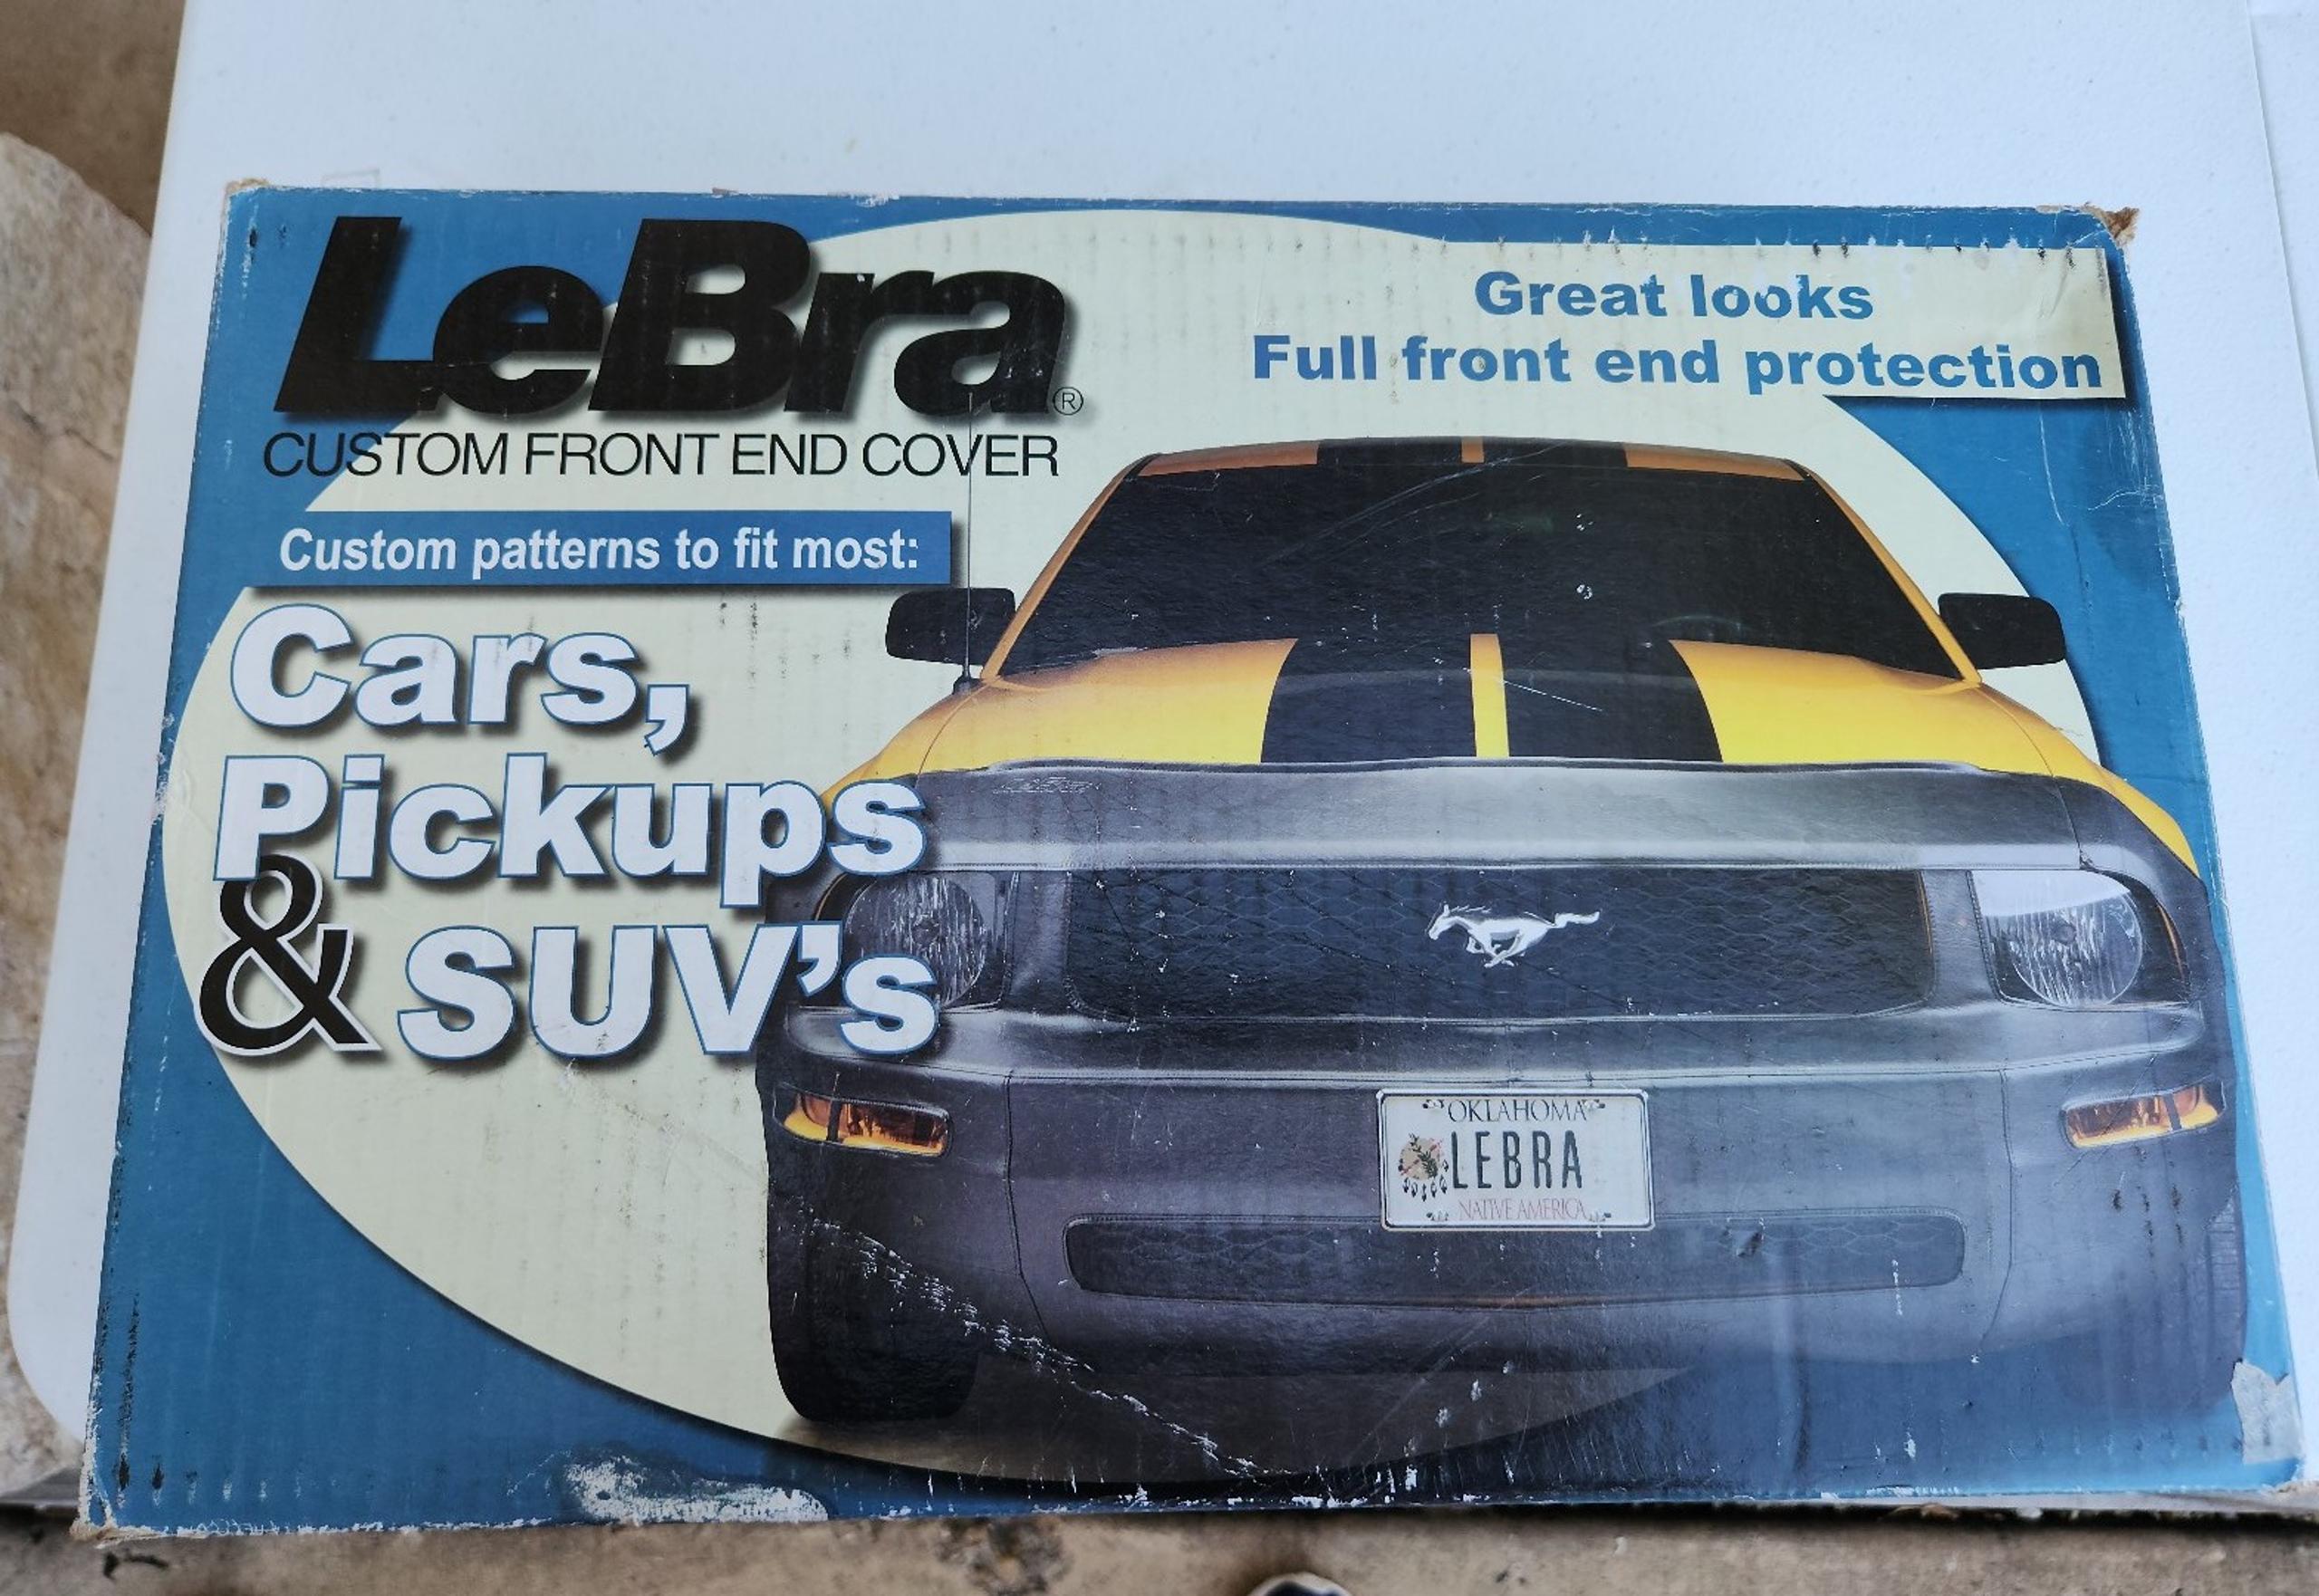 LeBra®
CUSTOM FRONT END COVER
Great looks
Full front end protection
Custom patterns to fit most:
Cars,
Pickups
& SUV's
OKLAHOMA
LEBRA
NATIVE AMERICA